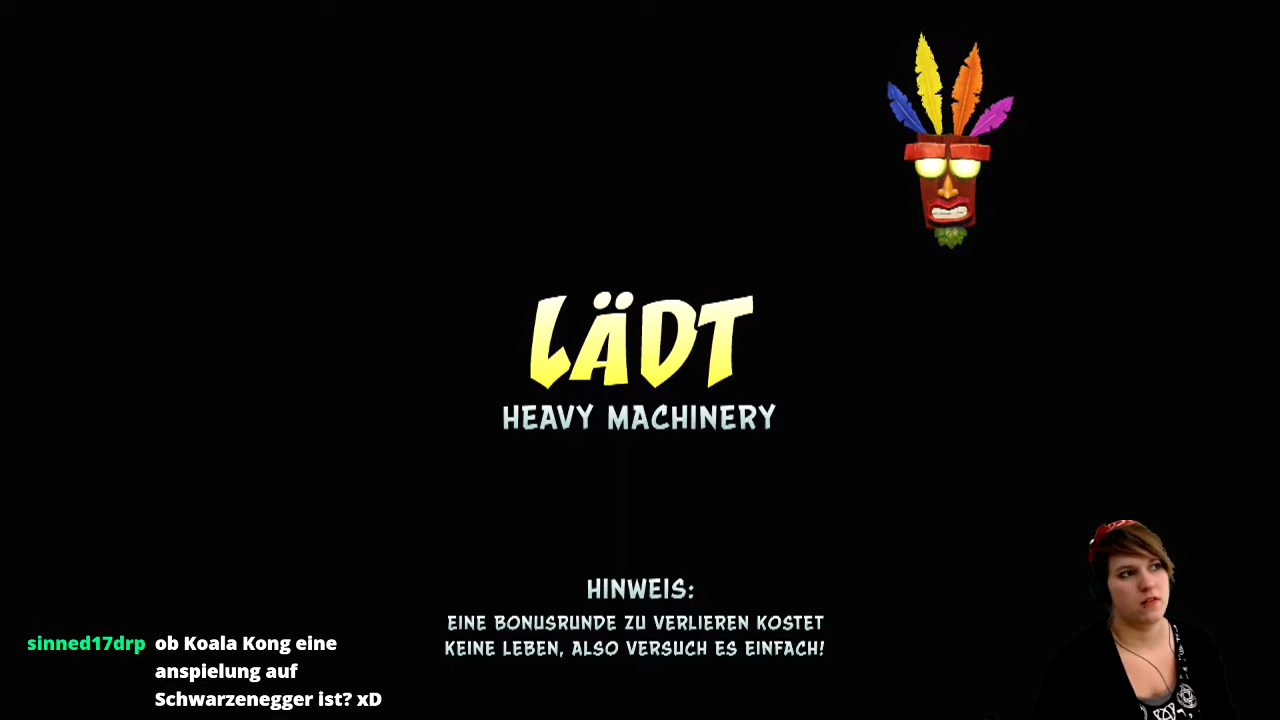 LÄDT
HEAVY MACHINERY
HINWEIS:
EINE BONUSRUNDE ZU VERLIEREN KOSTET
KEINE LEBEN, ALSO VERSUCH ES EINFACH!
sinned17drp ob Koala Kong eine
anspielung auf
Schwarzenegger ist? xD